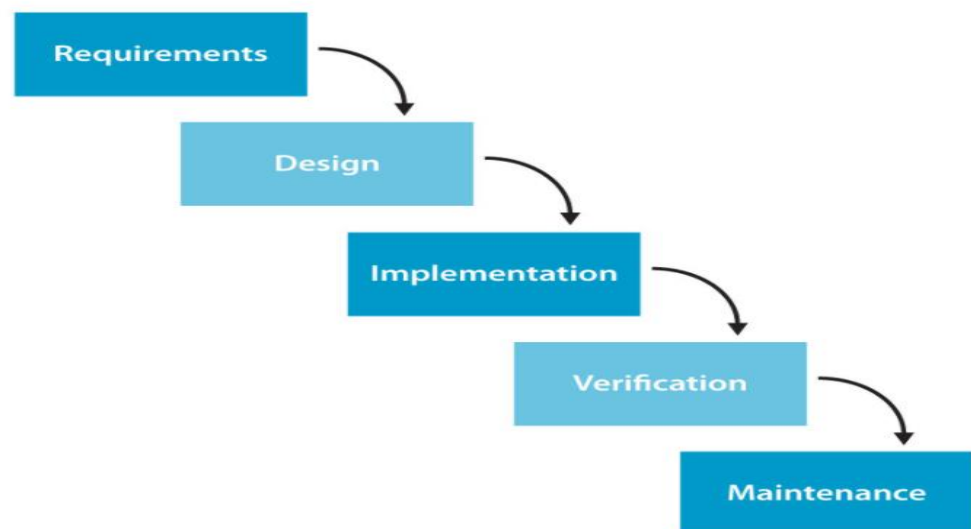 Requirements
Design
Implementation
Verification
Maintenance